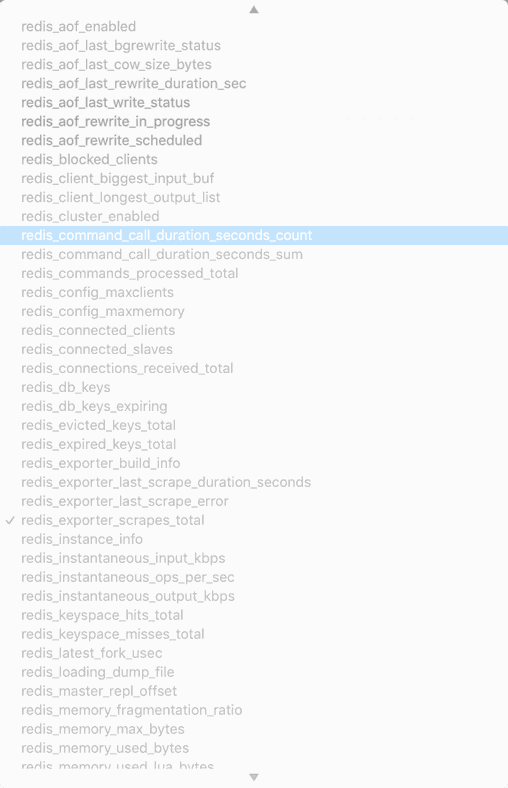 redis_aof_enabled
redis_aof_last_bgrewrite_status
redis_aof_last_cow_size_bytes
redis_aof_last_rewrite_duration_sec
redis_aof_last_write_status
redis_aof_rewrite_in_progress
redis_aof_rewrite_scheduled
redis_blocked_clients
redis_client_biggest_input_buf
redis_client_longest_output_list
redis_cluster_enabled
redis_command_call_duration_seconds_count
redis_command_call_duration_seconds_sum
redis_commands_processed_total
redis_config_maxclients
redis_config_maxmemory
redis_connected_clients
redis_connected_slaves
redis_connections_received_total
redis_db_keys
redis_db_keys_expiring
redis_evicted_keys_total
redis_expired_keys_total
redis_exporter_build_info
redis_exporter_last_scrape_duration_seconds
redis_exporter_last_scrape_error
redis_exporter_scrapes_total
redis_instance_info
redis_instantaneous_input_kbps
redis_instantaneous_ops_per_sec
redis_instantaneous_output_kbps
redis_keyspace_hits_total
redis_keyspace_misses_total
redis_latest_fork_usec
redis_loading_dump_file
redis_master_repl_offset
redis_memory_fragmentation_ratio
redis_memory_max_bytes
redis_memory_used_bytes
redis_memory_used_lua_bytes